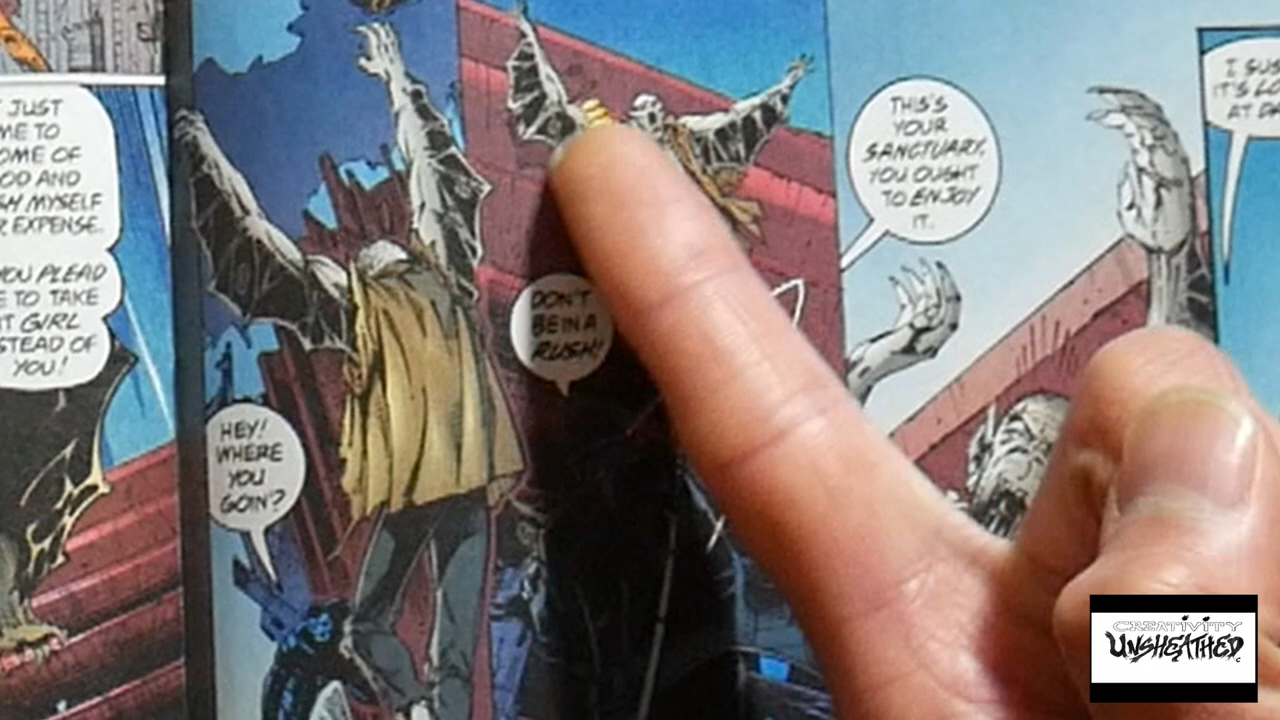 JUST
ME TO
OME OF
OD AND
SH MYSELF
R EXPENSE.
YOU PLEAD
E TO TAKE
T GIRL
STEAD OF
YOU!
HEY!
WHERE
YOU
GOIN'?
DON'T
BE IN A
RUSH!
THIS'S
YOUR
SANCTUARY.
YOU OUGHT
TO ENJOY
IT.
I SUS
IT'S LO
AT DA
CREATIVITY
UNSHEATHED